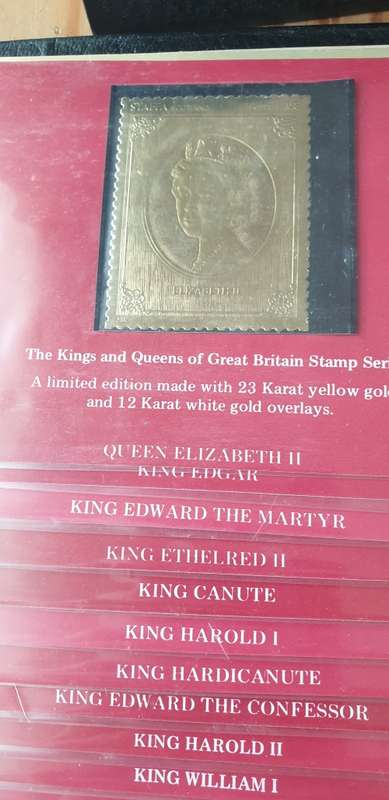 STAFFA
ELIZABETH II
The Kings and Queens of Great Britain Stamp Seri
A limited edition made with 23 Karat yellow gol
and 12 Karat white gold overlays.
QUEEN ELIZABETH II
KING EDGAR
KING EDWARD THE MARTYR
KING ETHELRED II
KING CANUTE
KING HAROLD I
KING HARDICANUTE
KING EDWARD THE CONFESSOR
KING HAROLD II
KING WILLIAM I